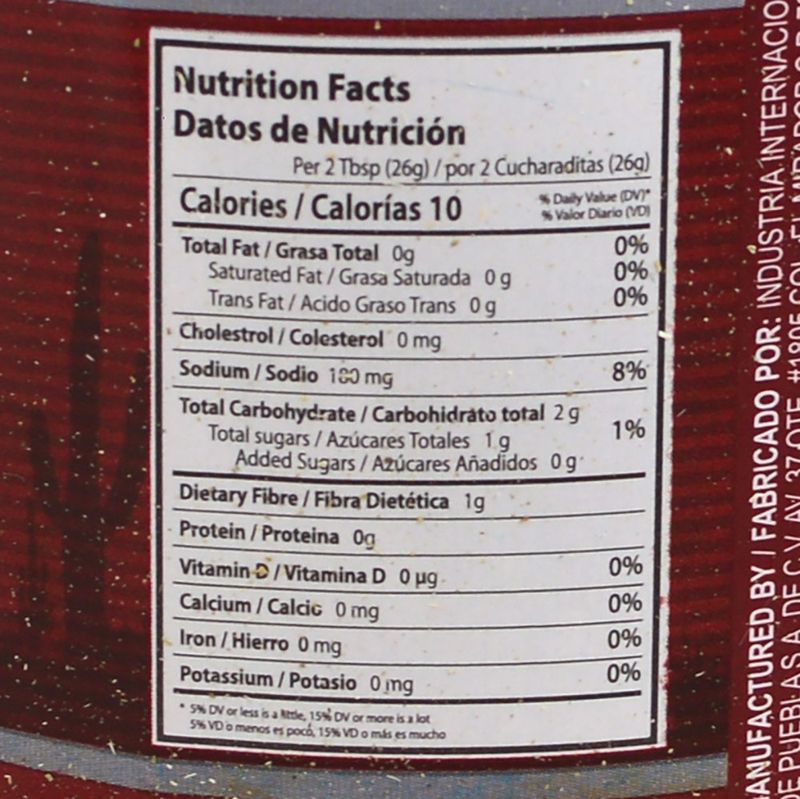 Nutrition Facts
Datos de Nutrición
Per 2 Tbsp (26g) / por 2 Cucharaditas (26g)
Calories / Calorías 10
% Daily Value (DV)*
% Valor Diario (VD)
Total Fat / Grasa Total 0g 0%
Saturated Fat / Grasa Saturada 0 g 0%
Trans Fat / Acido Graso Trans 0 g 0%
Cholestrol / Colesterol 0 mg
Sodium / Sodio 180 mg 8%
Total Carbohydrate / Carbohidrato total 2 g 1%
Total sugars / Azúcares Totales 1 g
Added Sugars / Azúcares Añadidos 0 g
Dietary Fibre / Fibra Dietética 1g
Protein / Proteina 0g
Vitamin D / Vitamina D 0 µg 0%
Calcium / Calcio 0 mg 0%
Iron / Hierro 0 mg 0%
Potassium / Potasio 0 mg 0%
* 5% DV or less is a little, 15% DV or more is a lot
5% VD o menos es poco, 15% VD o más es mucho
ANUFACTURED BY / FABRICADO POR: INDUSTRIA INTERNACIO
DE PUEBLA S.A. DE C.V. AV. 37 OTE. #1805 COL. EL